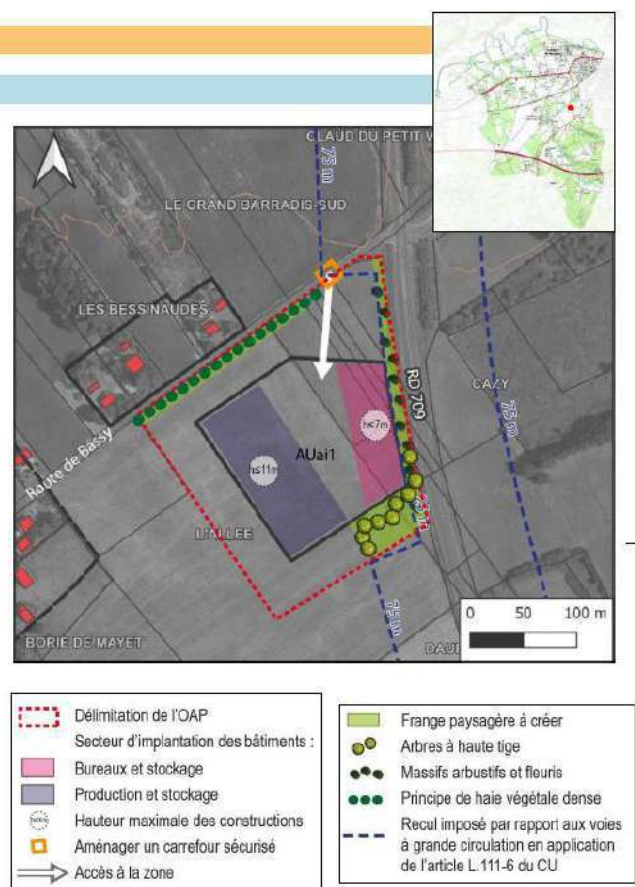 CLAUD DU PETIT
75 m
LE GRAND BARRADIS-SUD
LES BESSINAUDES
RD 709
CAZY
75 m
h≤7m
AUai1
h≤11m
Route de Bassy
L'ALLEE
75 m
BORIE DE MAYET
0 50 100 m
Délimitation de l'OAP
Secteur d'implantation des bâtiments :
Bureaux et stockage
Production et stockage
Hauteur maximale des constructions
Aménager un carrefour sécurisé
Accès à la zone
Frange paysagère à créer
Arbres à haute tige
Massifs arbustifs et fleuris
Principe de haie végétale dense
Recul imposé par rapport aux voies
à grande circulation en application
de l'article L.111-6 du CU